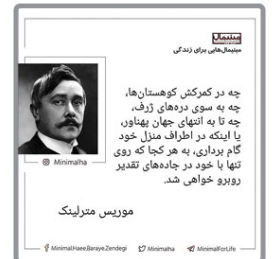 مینیمال
مینیمال‌هایی برای زندگی
چه در کمرکش کوهستان‌ها،
چه به سوی دره‌های ژرف،
چه تا به انتهای جهان پهناور،
یا اینکه در اطراف منزل خود
گام برداری، به هر کجا که روی
تنها با خود در جاده‌های تقدیر
روبرو خواهی شد.
Minimalha
موریس مترلینک
MinimalHaeeBarayeZendegi
Minimalha
MinimalForLife